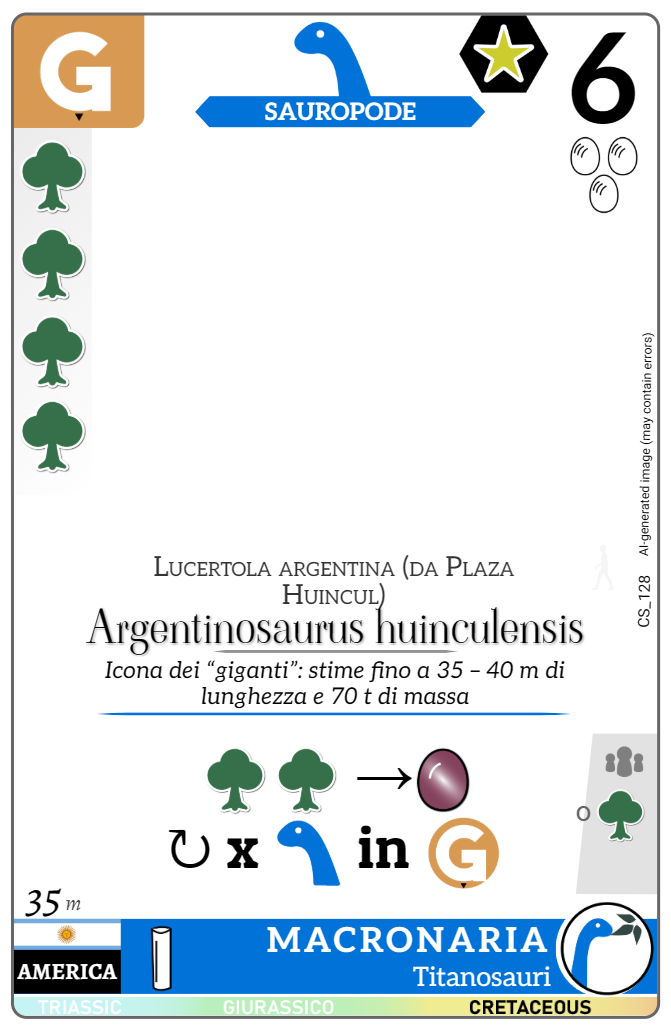 G
SAUROPODE
6
AI-generated image (may contain errors)
CS_128
Lucertola argentina (da Plaza
Huincul)
Argentinosaurus huinculensis
Icona dei “giganti”: stime fino a 35 – 40 m di
lunghezza e 70 t di massa
→
o
↻ x in G
35 m
AMERICA
MACRONARIA
Titanosauri
TRIASSIC GIURASSICO CRETACEOUS